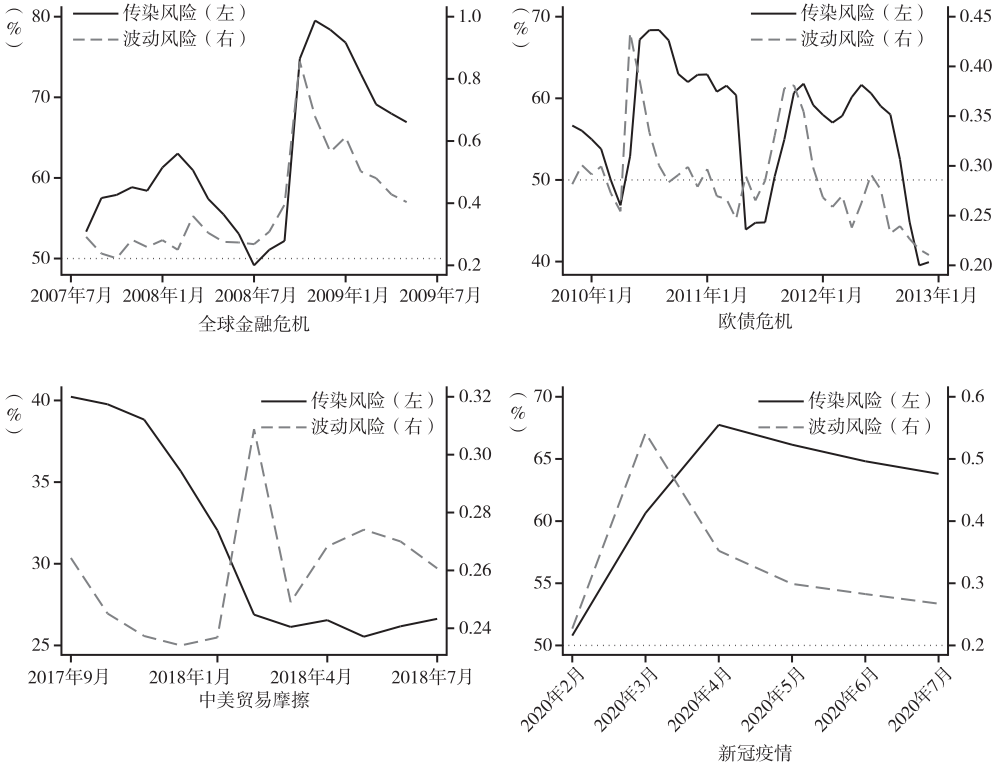 （%）
传染风险（左）
波动风险（右）
80
70
60
50
1.0
0.8
0.6
0.4
0.2
2007年7月 2008年1月 2008年7月 2009年1月 2009年7月
全球金融危机
（%）
传染风险（左）
波动风险（右）
70
60
50
40
0.45
0.40
0.35
0.30
0.25
0.20
2010年1月 2011年1月 2012年1月 2013年1月
欧债危机
（%）
传染风险（左）
波动风险（右）
40
35
30
25
0.32
0.30
0.28
0.26
0.24
2017年9月 2018年1月 2018年4月 2018年7月
中美贸易摩擦
（%）
传染风险（左）
波动风险（右）
70
65
60
55
50
0.6
0.5
0.4
0.3
0.2
2020年2月 2020年3月 2020年4月 2020年5月 2020年6月 2020年7月
新冠疫情